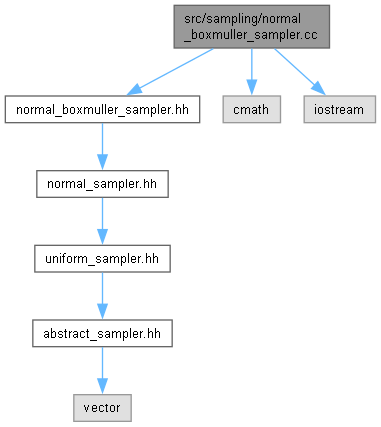 src/sampling/normal
_boxmuller_sampler.cc
normal_boxmuller_sampler.hh
cmath
iostream
normal_sampler.hh
uniform_sampler.hh
abstract_sampler.hh
vector